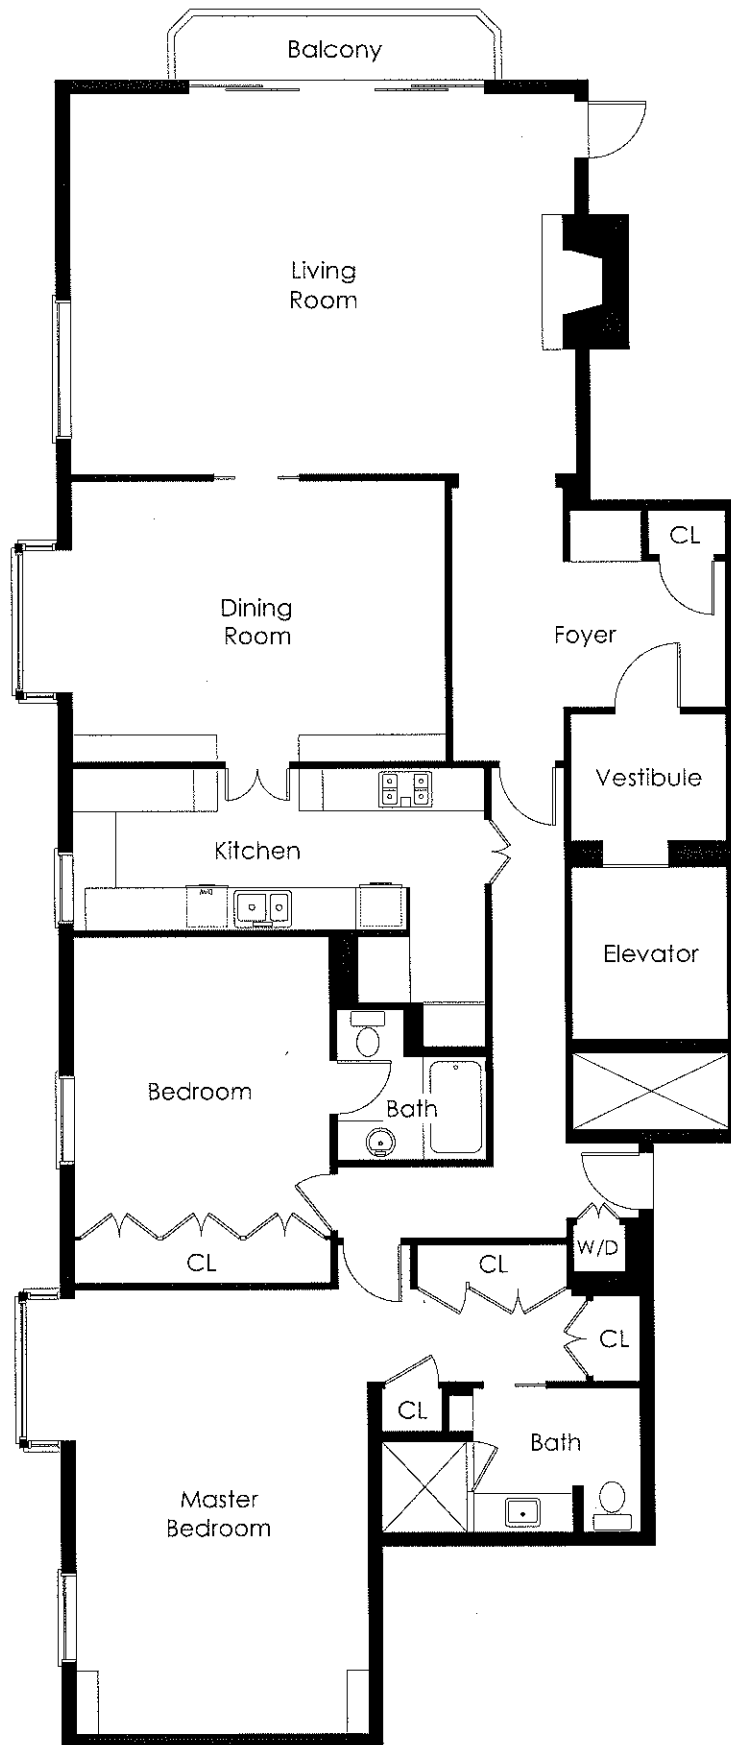 Balcony
Living
Room
CL
Dining
Room
Foyer
Vestibule
Kitchen
DW
Elevator
Bedroom
Bath
CL
W/D
CL
CL
CL
Bath
Master
Bedroom